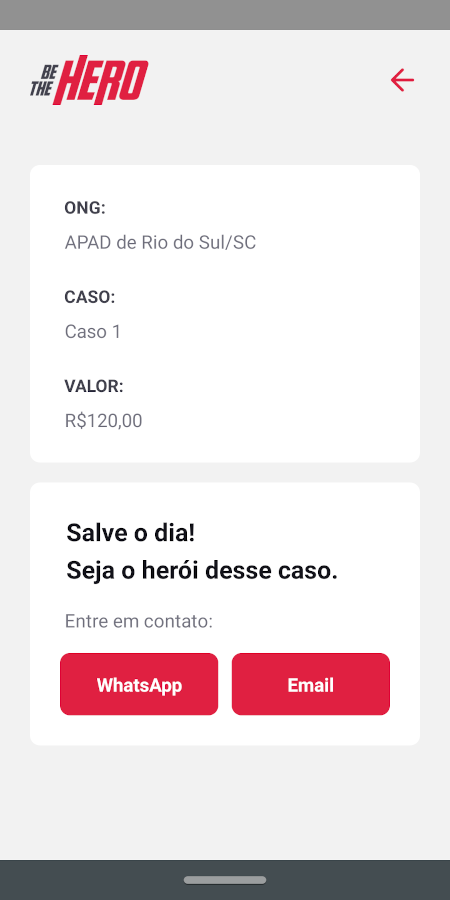 BE
THE HERO
ONG:
APAD de Rio do Sul/SC
CASO:
Caso 1
VALOR:
R$120,00
Salve o dia!
Seja o herói desse caso.
Entre em contato:
WhatsApp Email